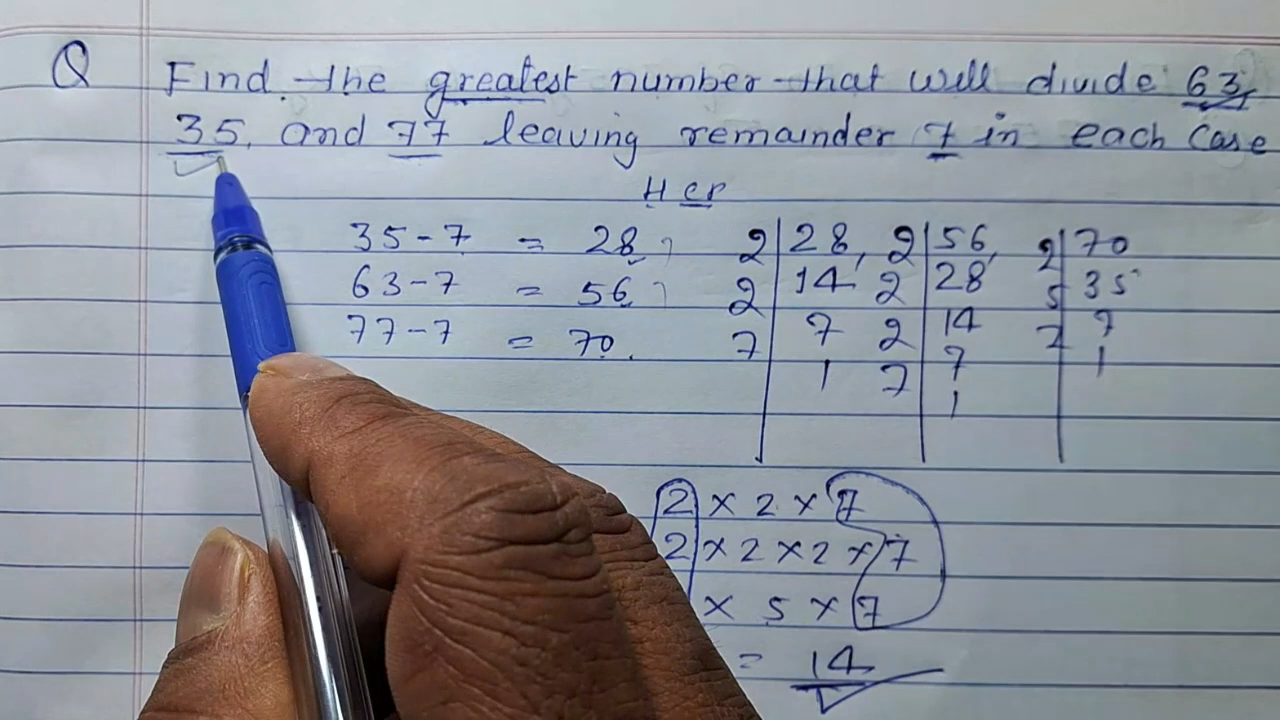 Q Find the greatest number that will divide 63,
35, and 77 leaving remainder 7 in each case
HCF
35-7 = 28, 2 | 28, 2 | 56, 2 | 70
63-7 = 56, 2 | 14 2 | 28 5 | 35
77-7 = 70. 7 | 7 2 | 14 7 | 7
1 7 | 7 1
1
2 × 2 × 7
2 × 2 × 2 × 7
× 5 × 7
= 14